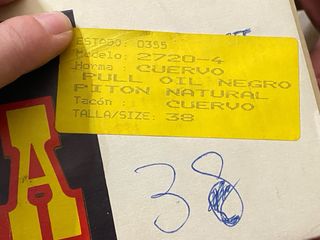 ESTADO: 0355
Modelo: 2720-4
Horma : CUERVO
PULL OIL NEGRO
PITON NATURAL
Tacón : CUERVO
TALLA/SIZE: 38
A
38